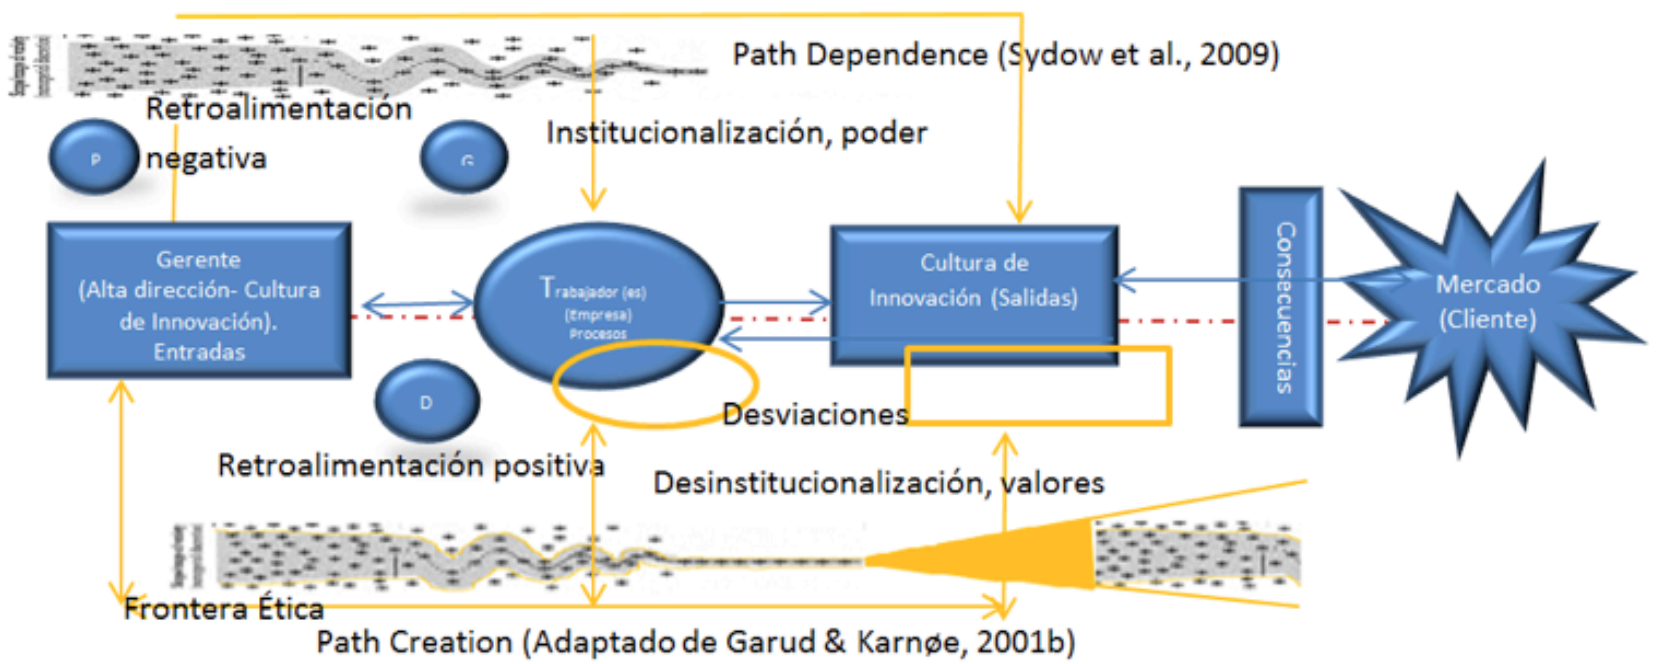 Path Dependence (Sydow et al., 2009)
Retroalimentación
negativa
Institucionalización, poder
P
G
Gerente
(Alta dirección- Cultura
de Innovación).
Entradas
Trabajador (es)
(Empresa)
Procesos
Cultura de
Innovación (Salidas)
Consecuencias
Mercado
(Cliente)
D
Desviaciones
Retroalimentación positiva
Desinstitucionalización, valores
Frontera Ética
Path Creation (Adaptado de Garud & Karnøe, 2001b)